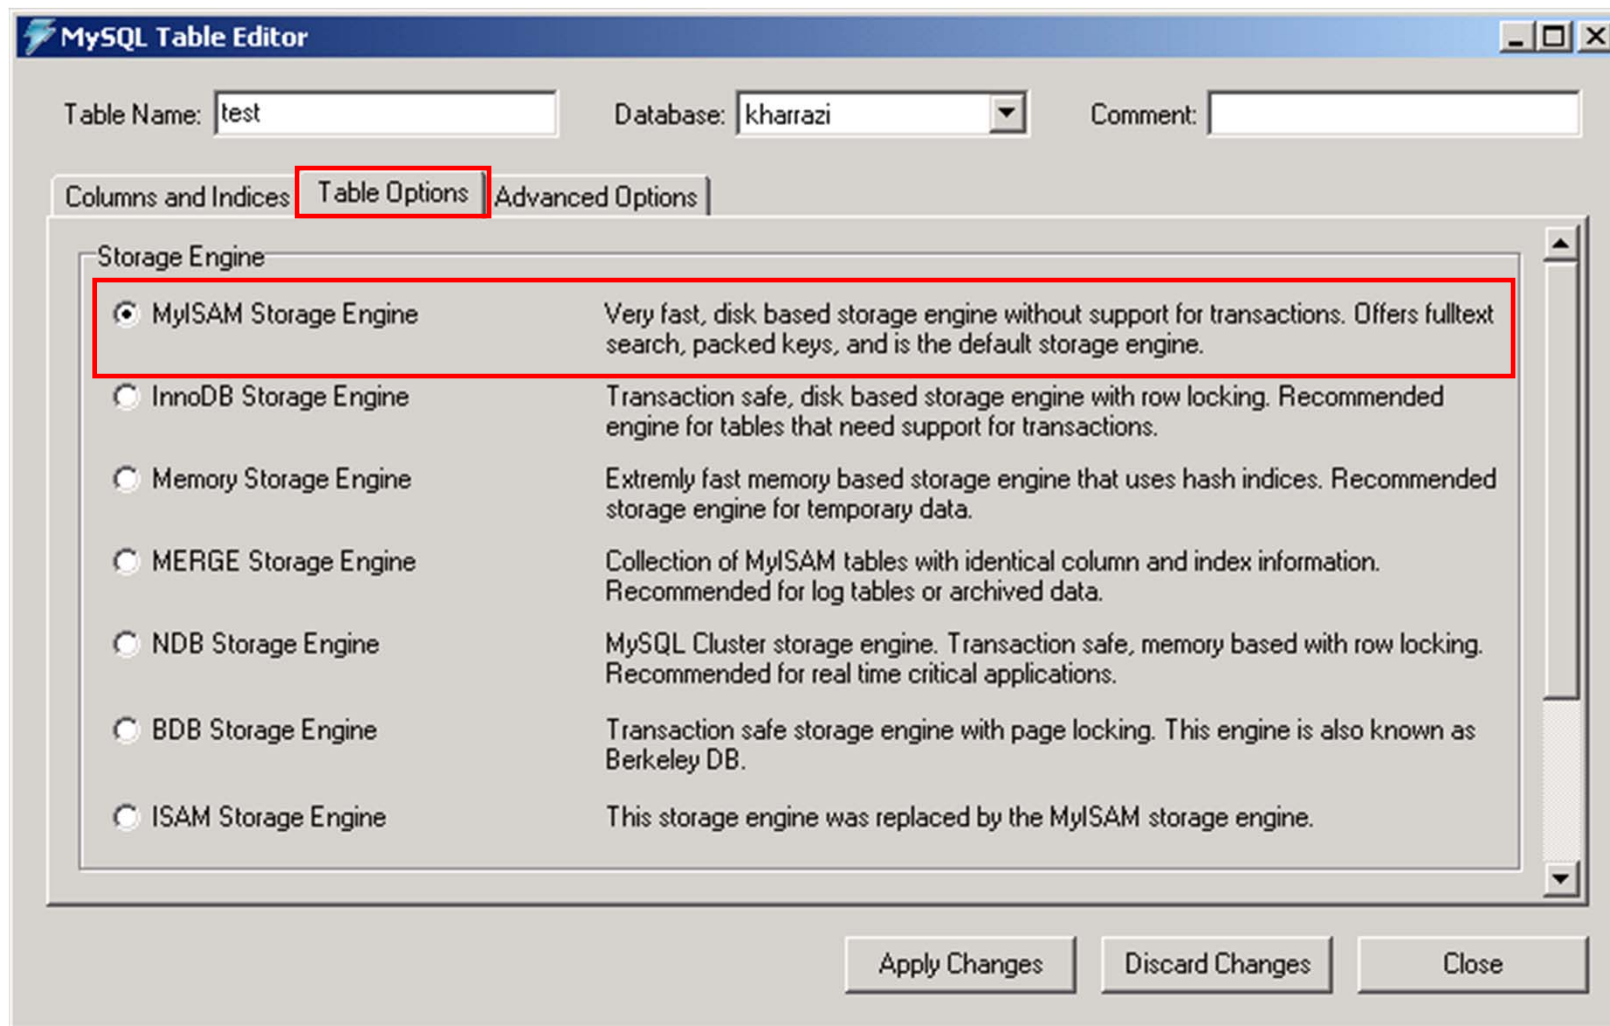 MySQL Table Editor
Table Name: test Database: kharrazi Comment:
Columns and Indices Table Options Advanced Options
Storage Engine
MyISAM Storage Engine Very fast, disk based storage engine without support for transactions. Offers fulltext
search, packed keys, and is the default storage engine.
InnoDB Storage Engine Transaction safe, disk based storage engine with row locking. Recommended
engine for tables that need support for transactions.
Memory Storage Engine Extremly fast memory based storage engine that uses hash indices. Recommended
storage engine for temporary data.
MERGE Storage Engine Collection of MyISAM tables with identical column and index information.
Recommended for log tables or archived data.
NDB Storage Engine MySQL Cluster storage engine. Transaction safe, memory based with row locking.
Recommended for real time critical applications.
BDB Storage Engine Transaction safe storage engine with page locking. This engine is also known as
Berkeley DB.
ISAM Storage Engine This storage engine was replaced by the MyISAM storage engine.
Apply Changes Discard Changes Close